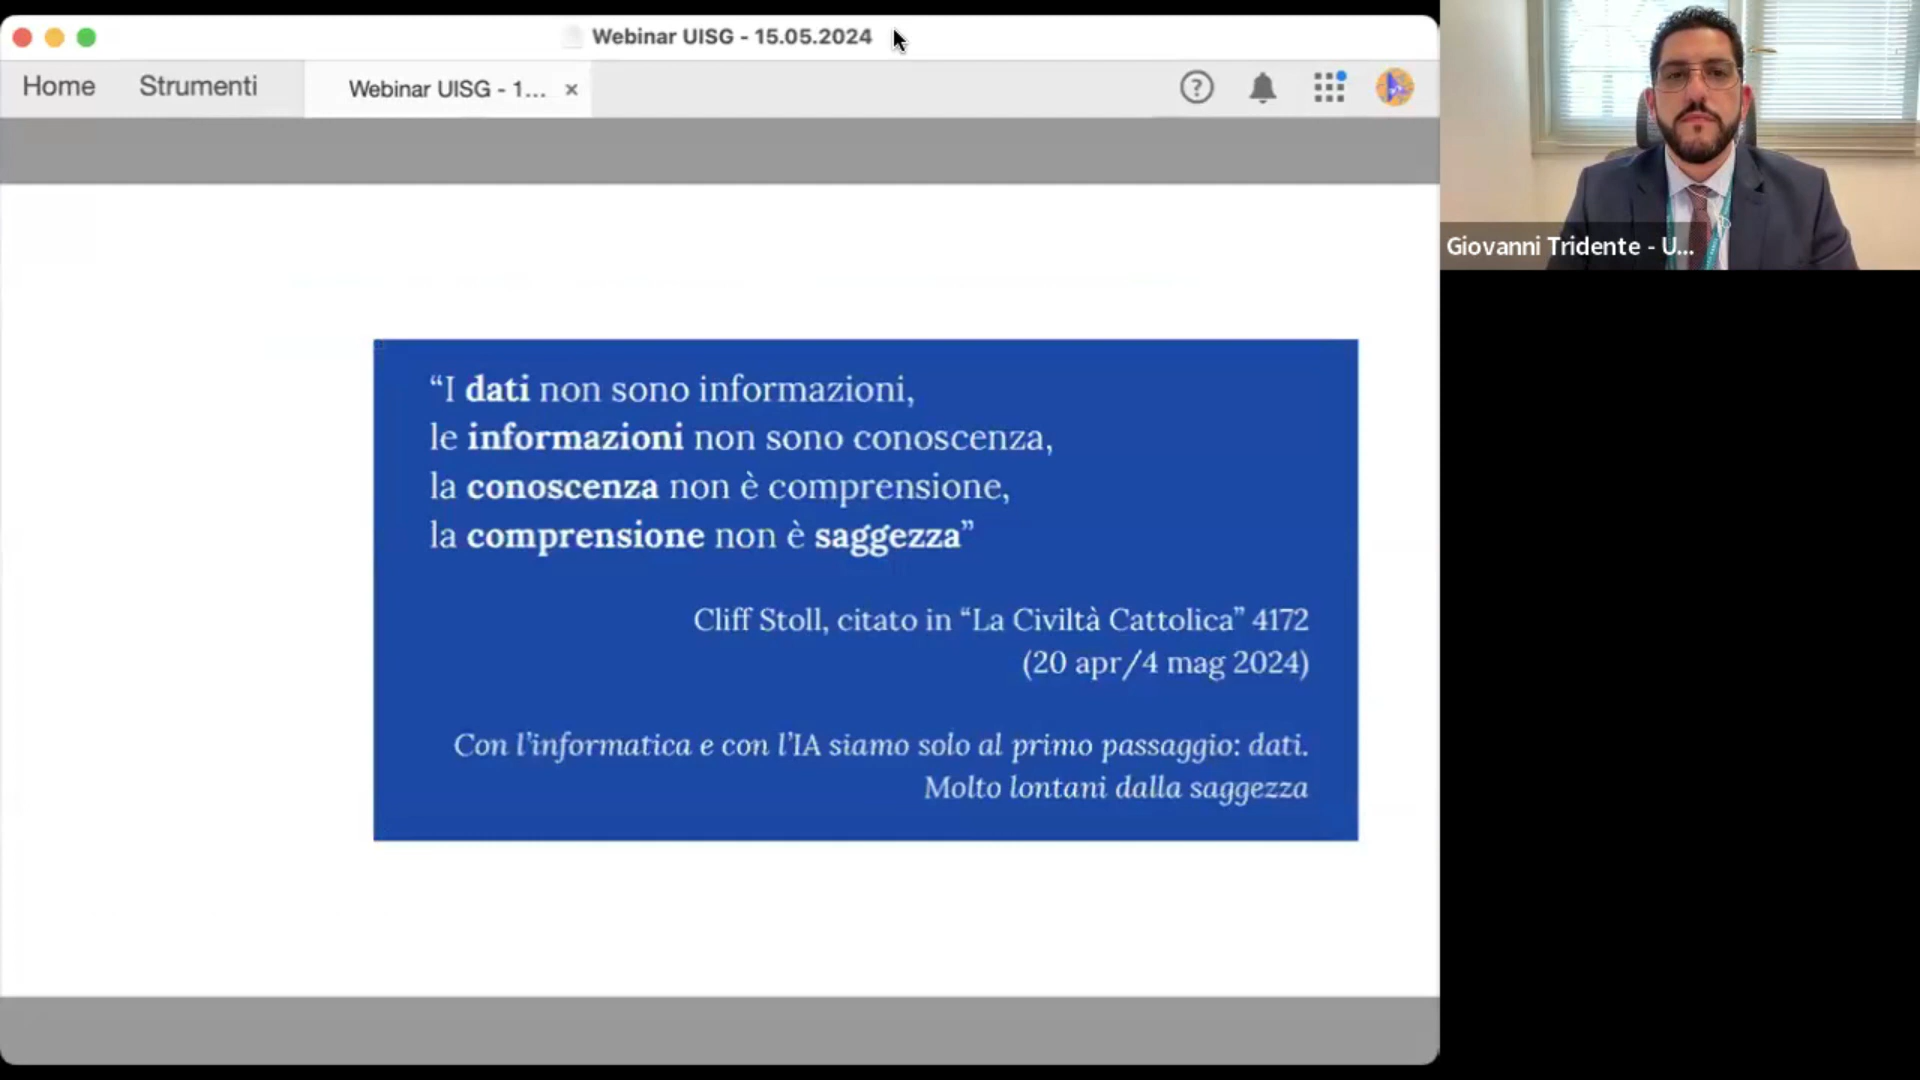 Webinar UISG - 15.05.2024
Home
Strumenti
Webinar UISG - 1...
“I dati non sono informazioni,
le informazioni non sono conoscenza,
la conoscenza non è comprensione,
la comprensione non è saggezza”
Cliff Stoll, citato in “La Civiltà Cattolica” 4172
(20 apr/4 mag 2024)
Con l’informatica e con l’IA siamo solo al primo passaggio: dati.
Molto lontani dalla saggezza
Giovanni Tridente - U...